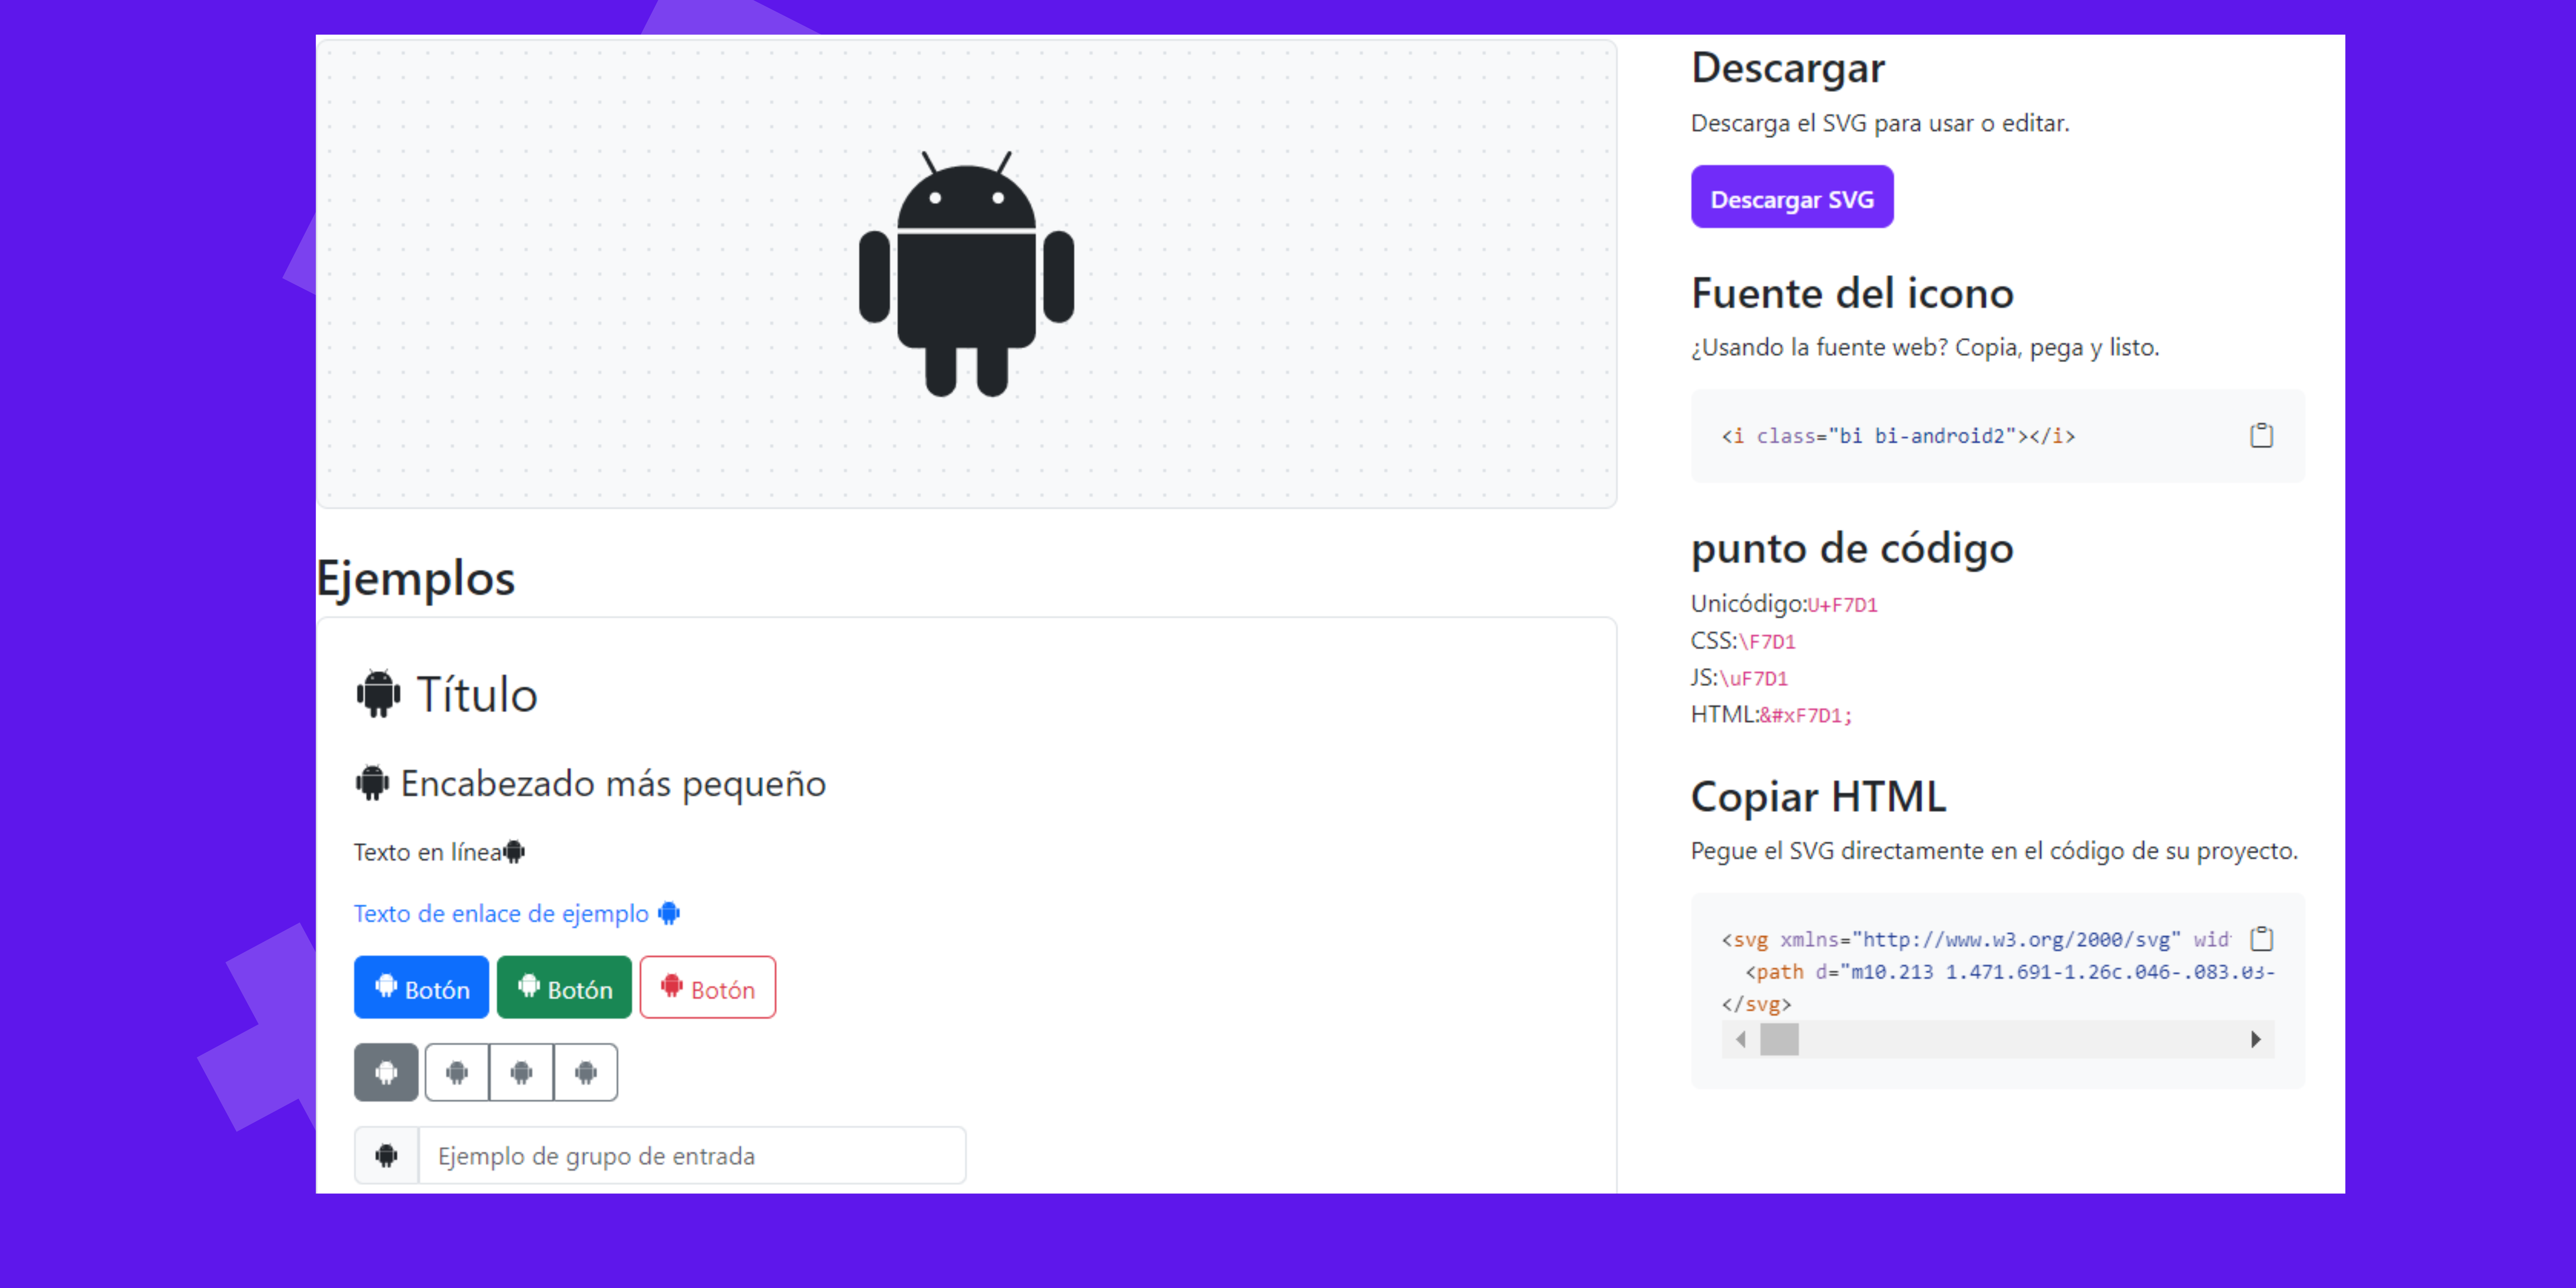 Ejemplos
Título
Encabezado más pequeño
Texto en línea
Texto de enlace de ejemplo
Botón
Botón
Botón
Ejemplo de grupo de entrada
Descargar
Descarga el SVG para usar o editar.
Descargar SVG
Fuente del icono
¿Usando la fuente web? Copia, pega y listo.
<i class="bi bi-android2"></i>
punto de código
Unicódigo:U+F7D1
CSS:\F7D1
JS:\uF7D1
HTML:&#xF7D1;
Copiar HTML
Pegue el SVG directamente en el código de su proyecto.
<svg xmlns="http://www.w3.org/2000/svg"
<path d="m10.213 1.471.691-1.26c.046-.083.03-
</svg>